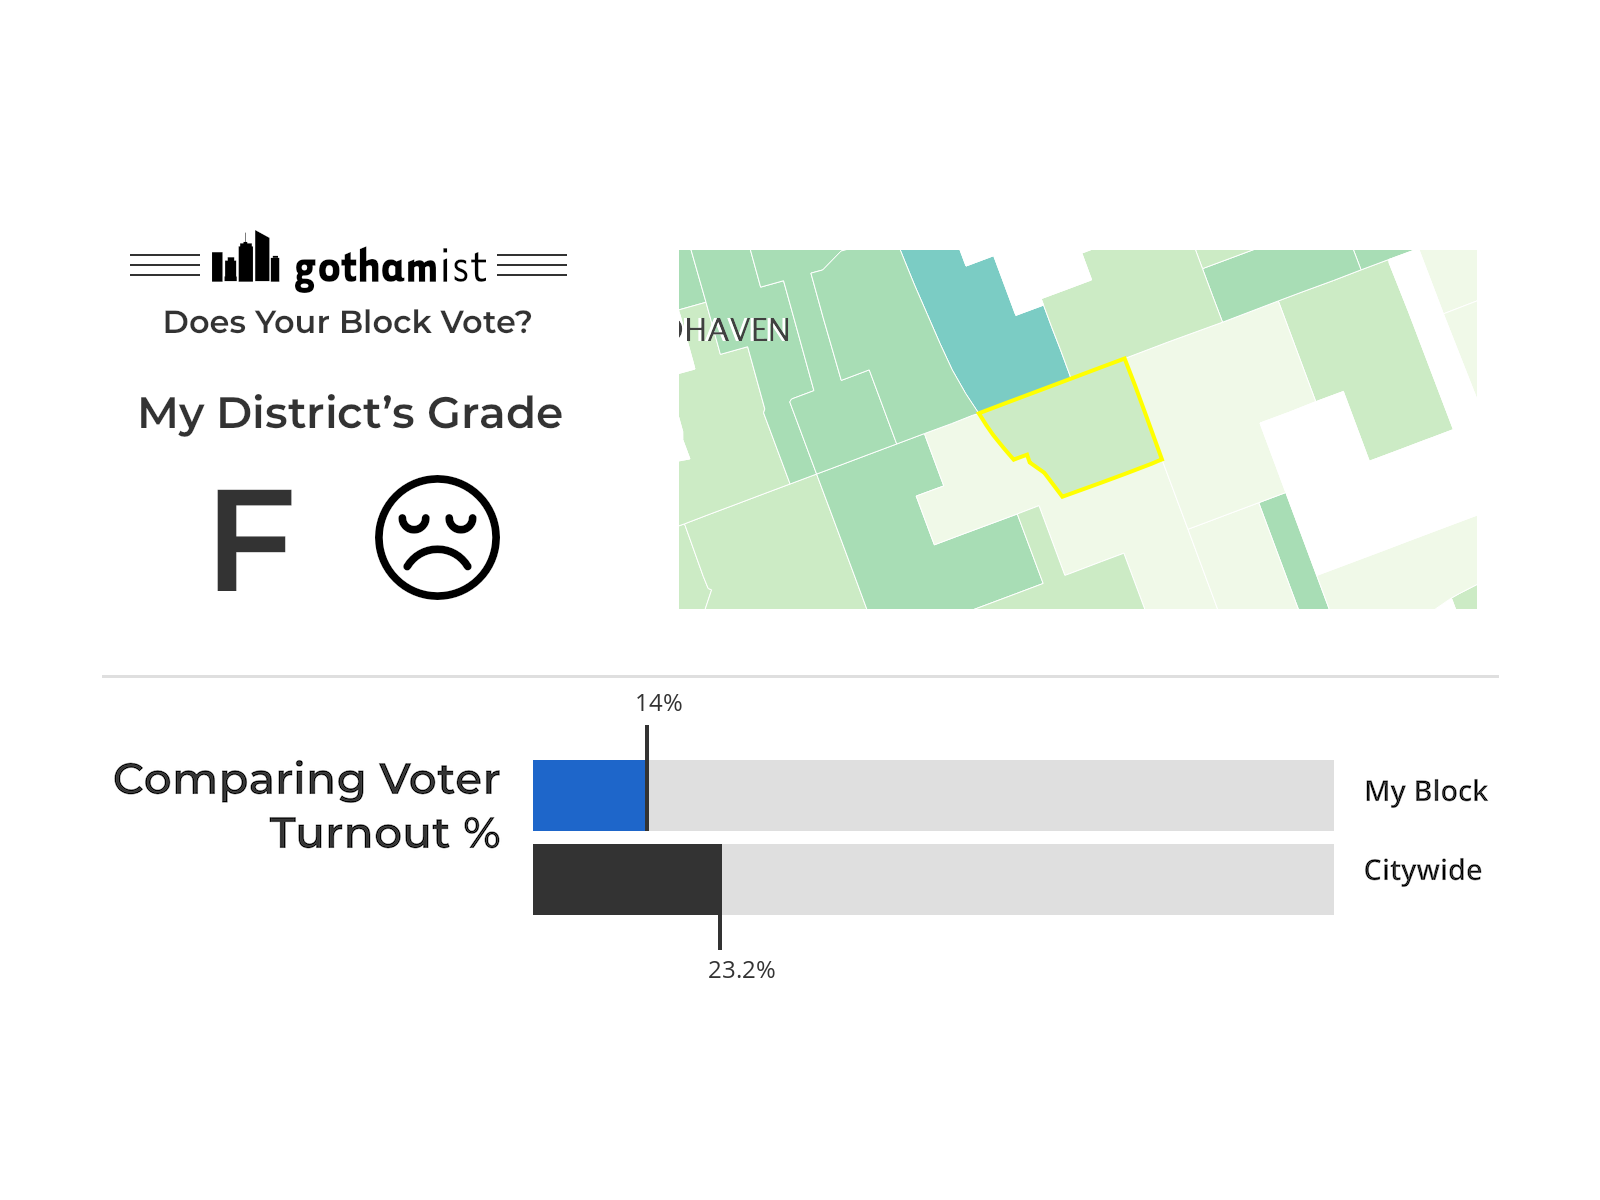 gothamist
Does Your Block Vote?
My District's Grade
F
HAVEN
14%
Comparing Voter
Turnout %
My Block
Citywide
23.2%